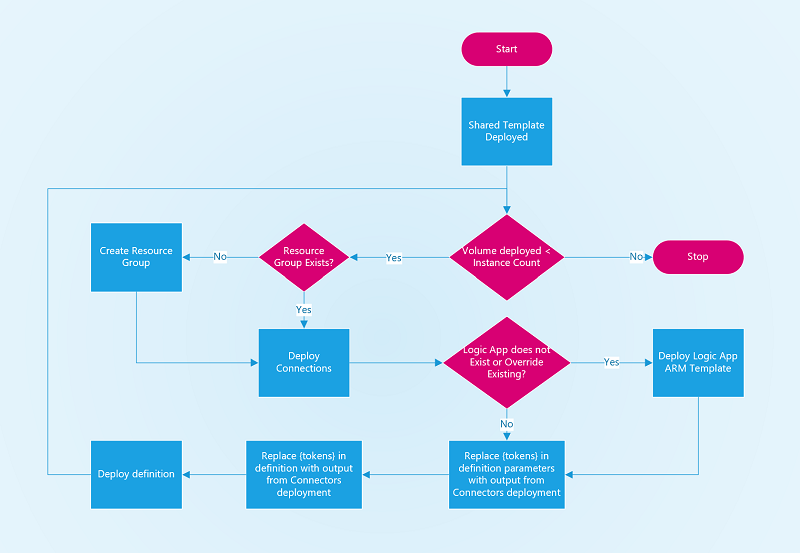 Start
Shared Template
Deployed
Volume deployed <
Instance Count
No
Stop
Yes
Resource
Group Exists?
No
Create Resource
Group
Yes
Deploy
Connections
Logic App does not
Exist or Override
Existing?
Yes
Deploy Logic App
ARM Template
No
Replace {tokens} in
definition parameters
with output from
Connectors deployment
Replace {tokens} in
definition with output
from Connectors
deployment
Deploy definition